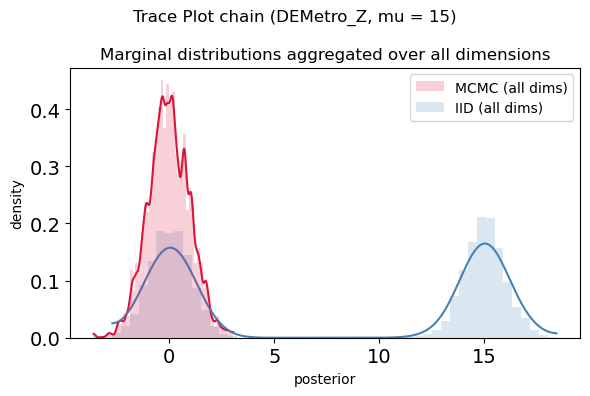 Trace Plot chain (DEMetro_Z, mu = 15)
Marginal distributions aggregated over all dimensions
MCMC (all dims)
IID (all dims)
density
0.4
0.3
0.2
0.1
0.0
0 5 10 15
posterior